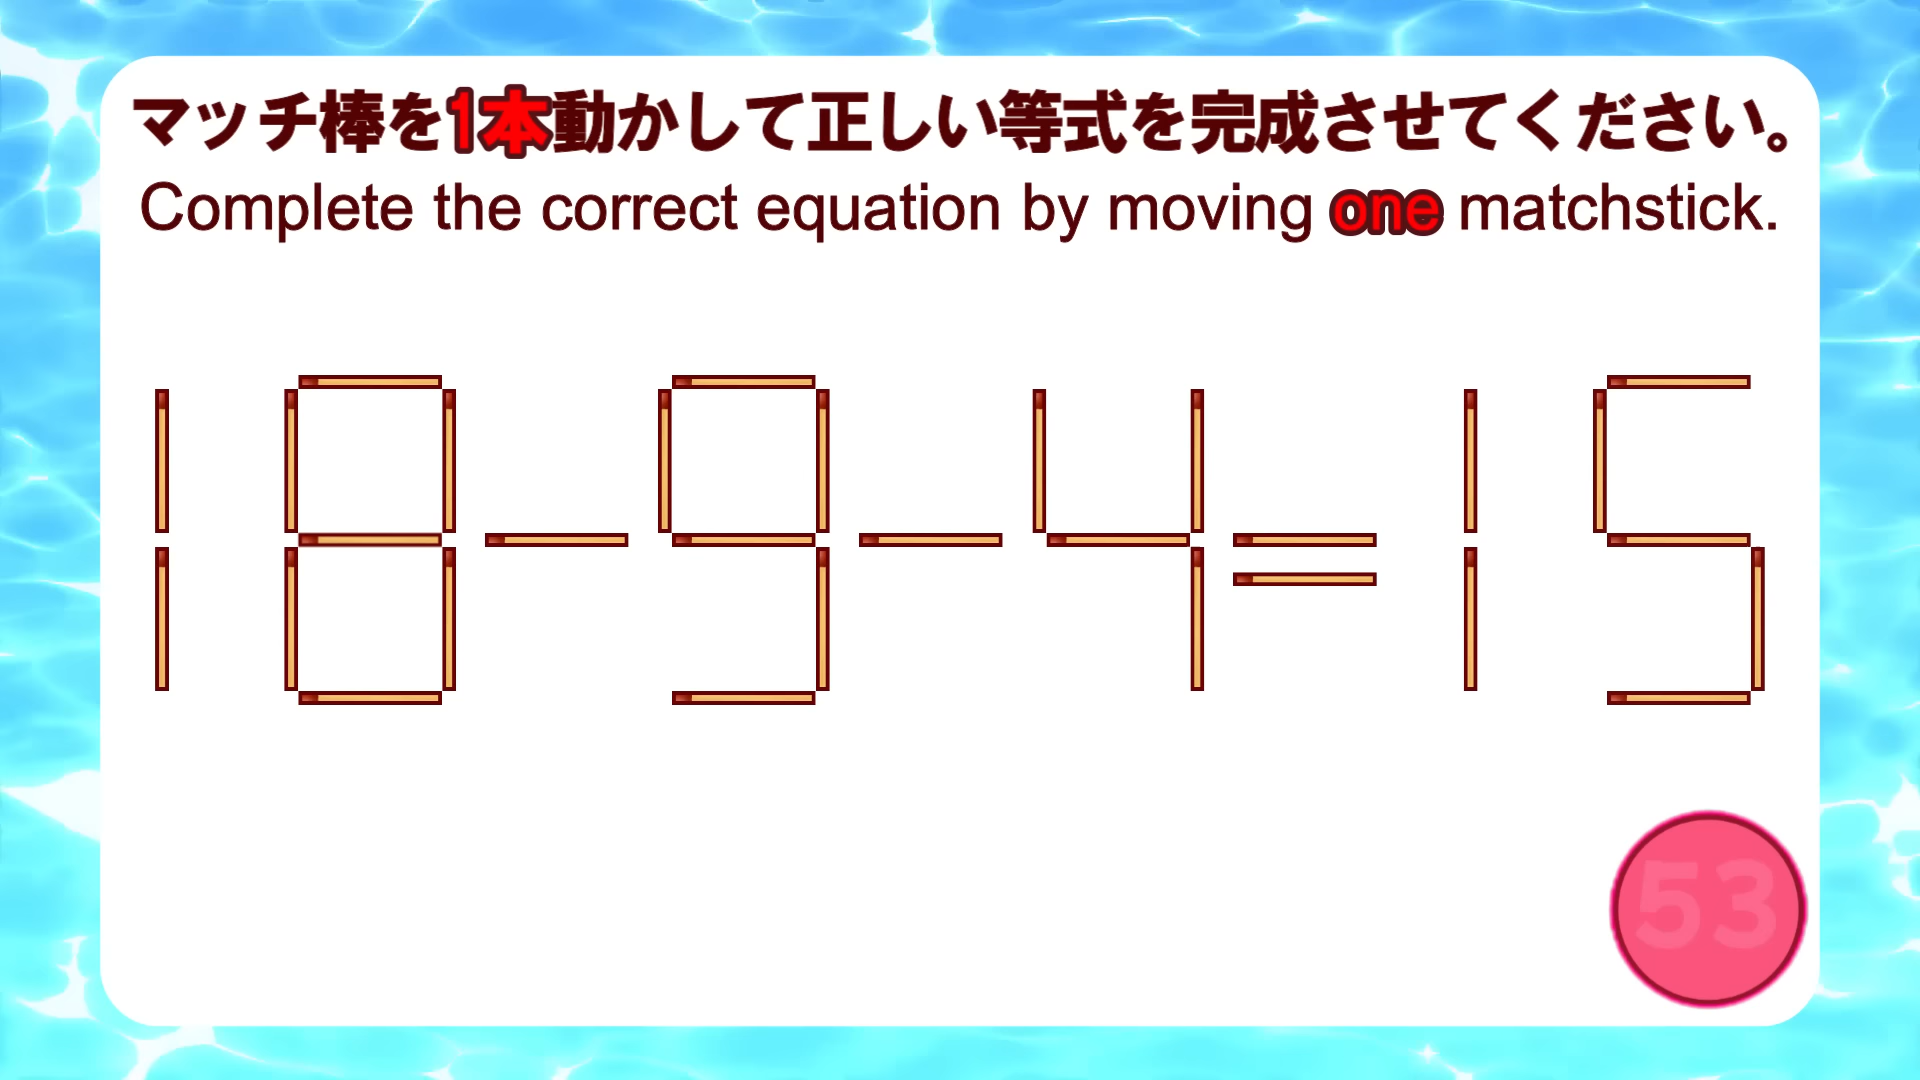 マッチ棒を1本動かして正しい等式を完成させてください。
Complete the correct equation by moving one matchstick.
18-9-4=15
53